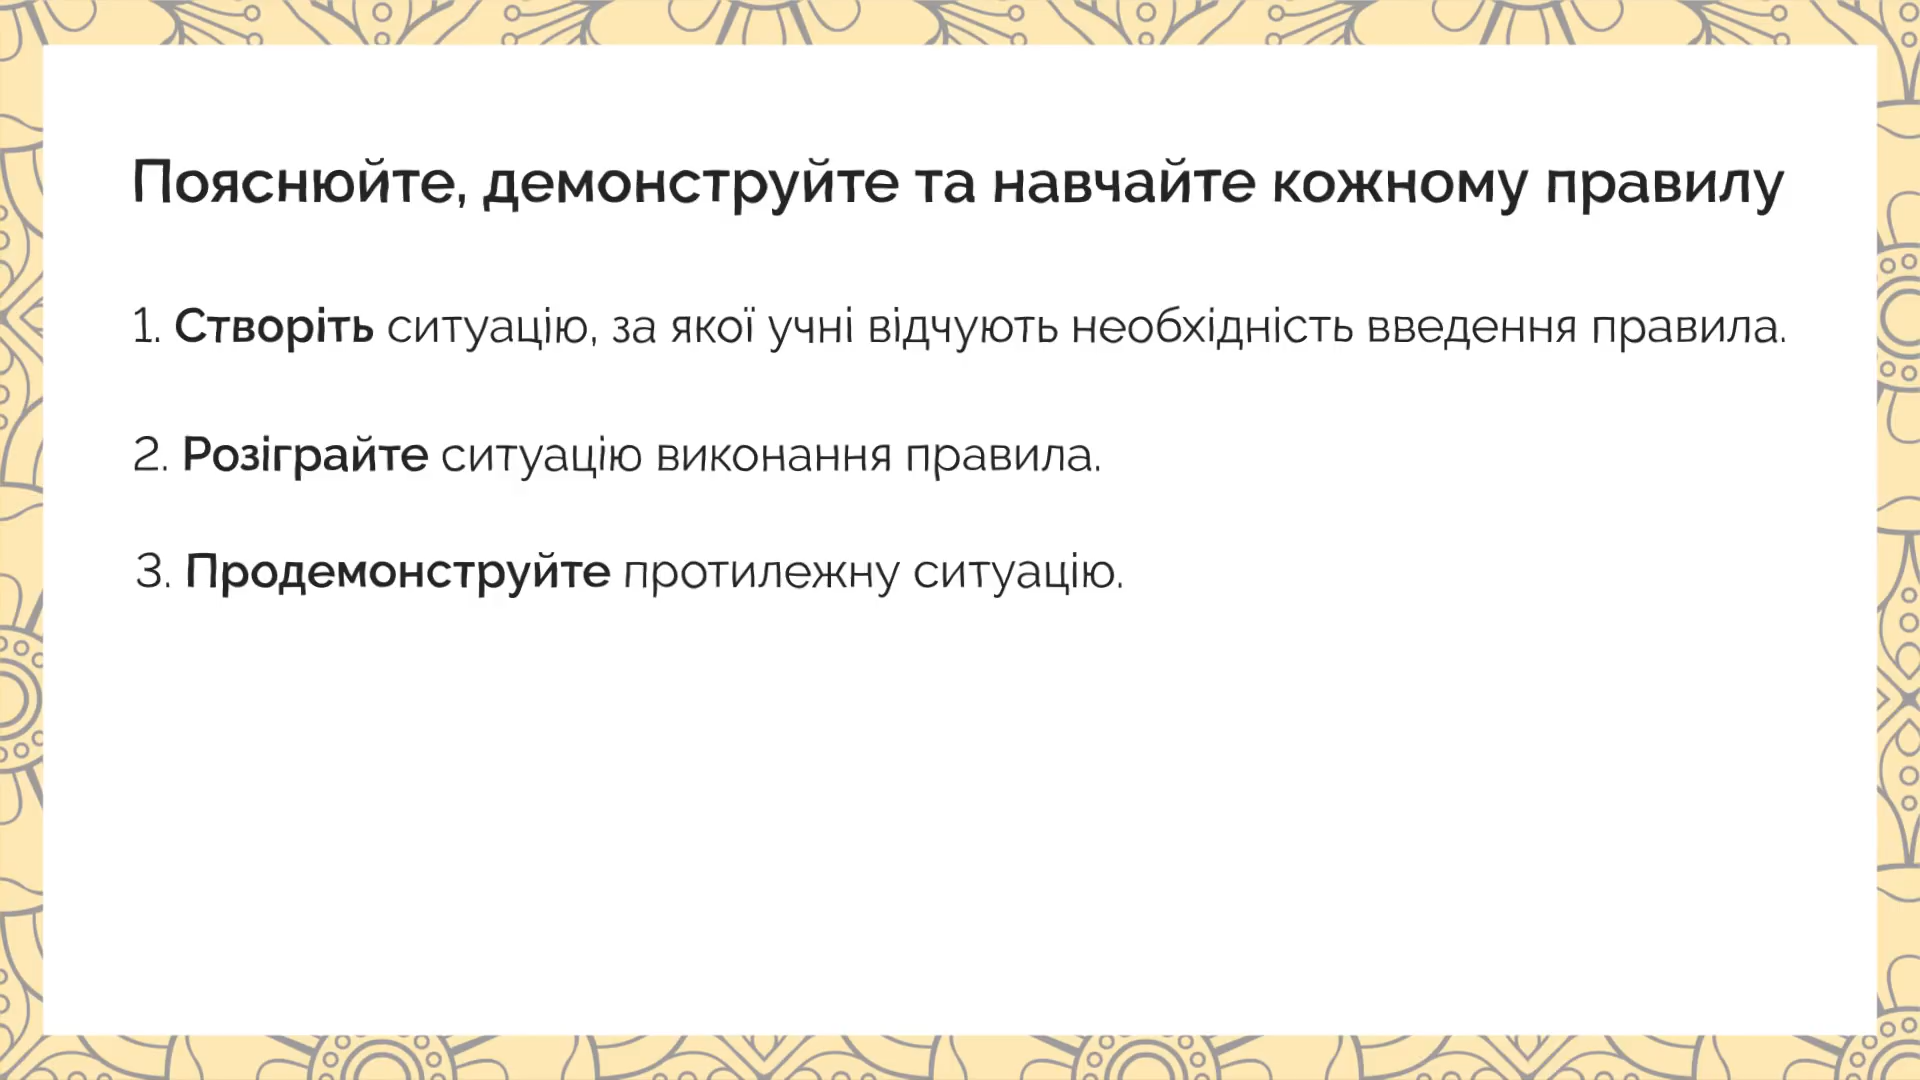 Пояснюйте, демонструйте та навчайте кожному правилу
1. Створіть ситуацію, за якої учні відчують необхідність введення правила.
2. Розіграйте ситуацію виконання правила.
3. Продемонструйте протилежну ситуацію.